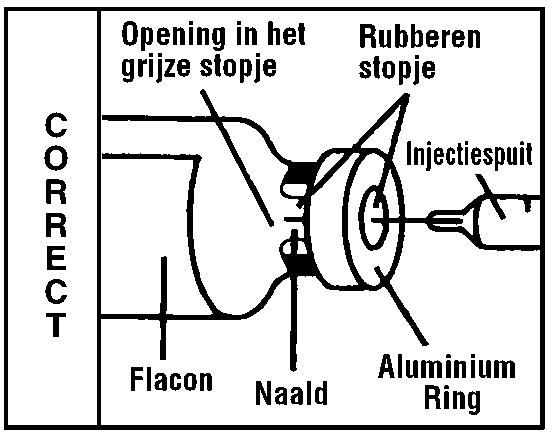 CORRECT
Opening in het
grijze stopje
Rubberen
stopje
Injectiespuit
Flacon
Naald
Aluminium
Ring